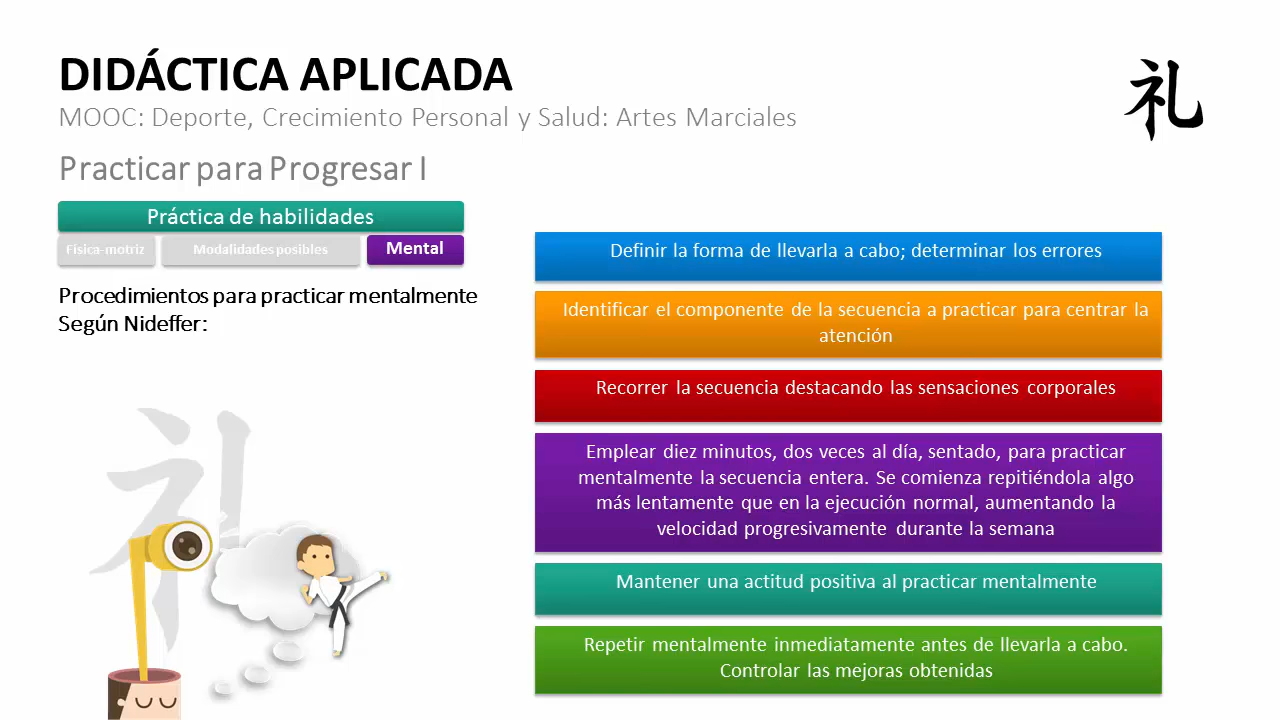 DIDÁCTICA APLICADA
礼
MOOC: Deporte, Crecimiento Personal y Salud: Artes Marciales
Practicar para Progresar I
Práctica de habilidades
Física-motriz
Modalidades posibles
Mental
Procedimientos para practicar mentalmente
Según Nideffer:
Definir la forma de llevarla a cabo; determinar los errores
Identificar el componente de la secuencia a practicar para centrar la
atención
Recorrer la secuencia destacando las sensaciones corporales
Emplear diez minutos, dos veces al día, sentado, para practicar
mentalmente la secuencia entera. Se comienza repitiéndola algo
más lentamente que en la ejecución normal, aumentando la
velocidad progresivamente durante la semana
Mantener una actitud positiva al practicar mentalmente
Repetir mentalmente inmediatamente antes de llevarla a cabo.
Controlar las mejoras obtenidas
礼